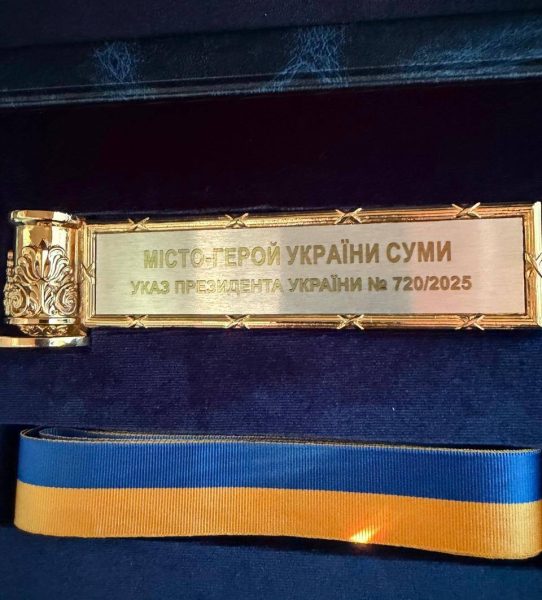 МІСТО-ГЕРОЙ УКРАЇНИ СУМИ
УКАЗ ПРЕЗИДЕНТА УКРАЇНИ № 720/2025